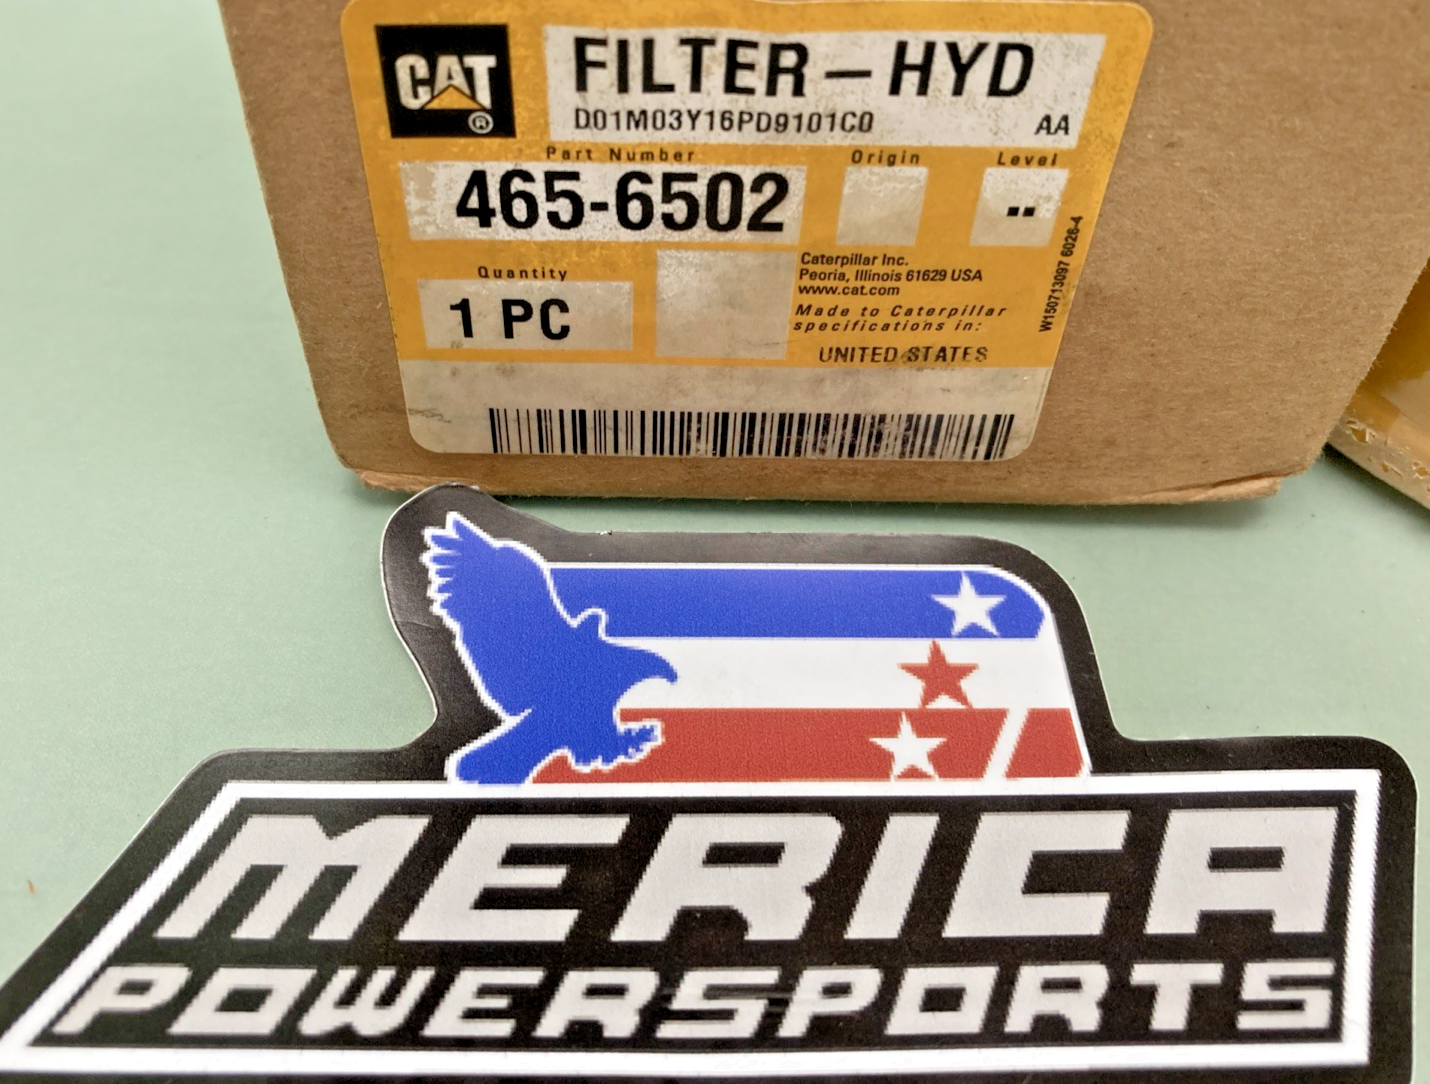 CAT®
FILTER – HYD
D01M03Y16PD9101C0 AA
Part Number Origin Level
465-6502 --
Quantity
1 PC
Caterpillar Inc.
Peoria, Illinois 61629 USA
www.cat.com
Made to Caterpillar
specifications in:
UNITED STATES
W150713097 6026-4
MERICA
POWERSPORTS